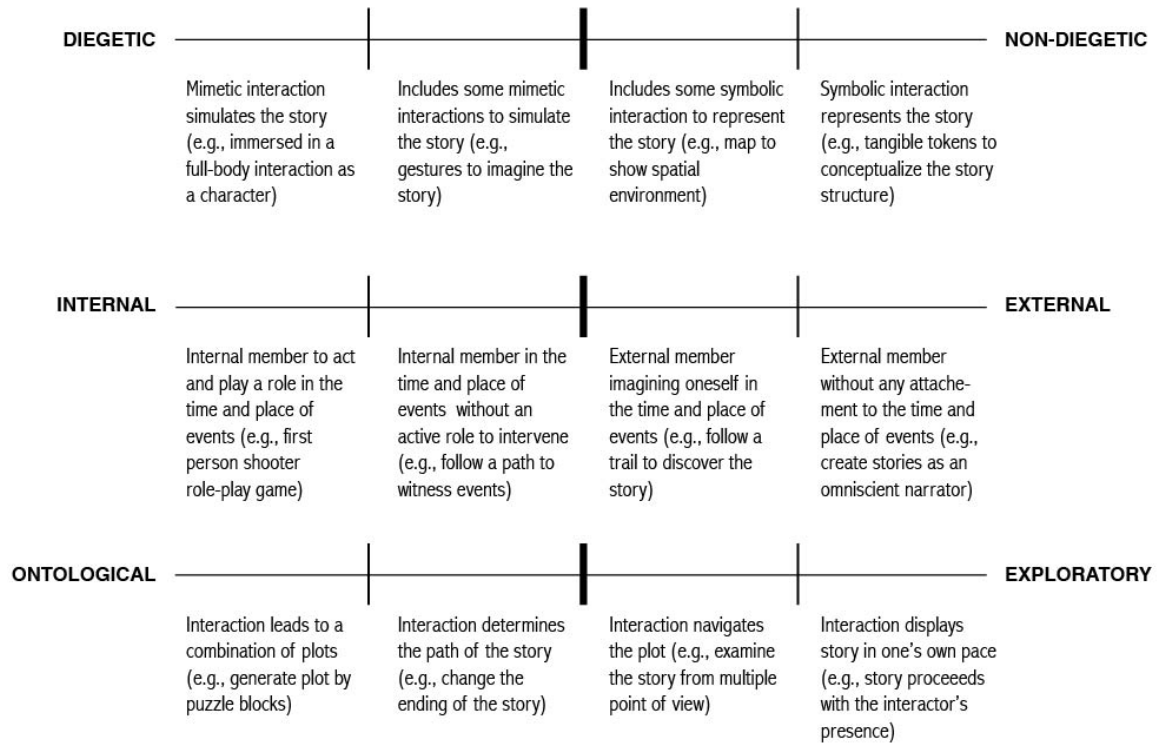 DIEGETIC
NON-DIEGETIC
Mimetic interaction
simulates the story
(e.g., immersed in a
full-body interaction as
a character)
Includes some mimetic
interactions to simulate
the story (e.g.,
gestures to imagine the
story)
Includes some symbolic
interaction to represent
the story (e.g., map to
show spatial
environment)
Symbolic interaction
represents the story
(e.g., tangible tokens to
conceptualize the story
structure)
INTERNAL
EXTERNAL
Internal member to act
and play a role in the
time and place of
events (e.g., first
person shooter
role-play game)
Internal member in the
time and place of
events without an
active role to intervene
(e.g., follow a path to
witness events)
External member
imagining oneself in
the time and place of
events (e.g., follow a
trail to discover the
story)
External member
without any attache-
ment to the time and
place of events (e.g.,
create stories as an
omniscient narrator)
ONTOLOGICAL
EXPLORATORY
Interaction leads to a
combination of plots
(e.g., generate plot by
puzzle blocks)
Interaction determines
the path of the story
(e.g., change the
ending of the story)
Interaction navigates
the plot (e.g., examine
the story from multiple
point of view)
Interaction displays
story in one's own pace
(e.g., story proceeeds
with the interactor's
presence)